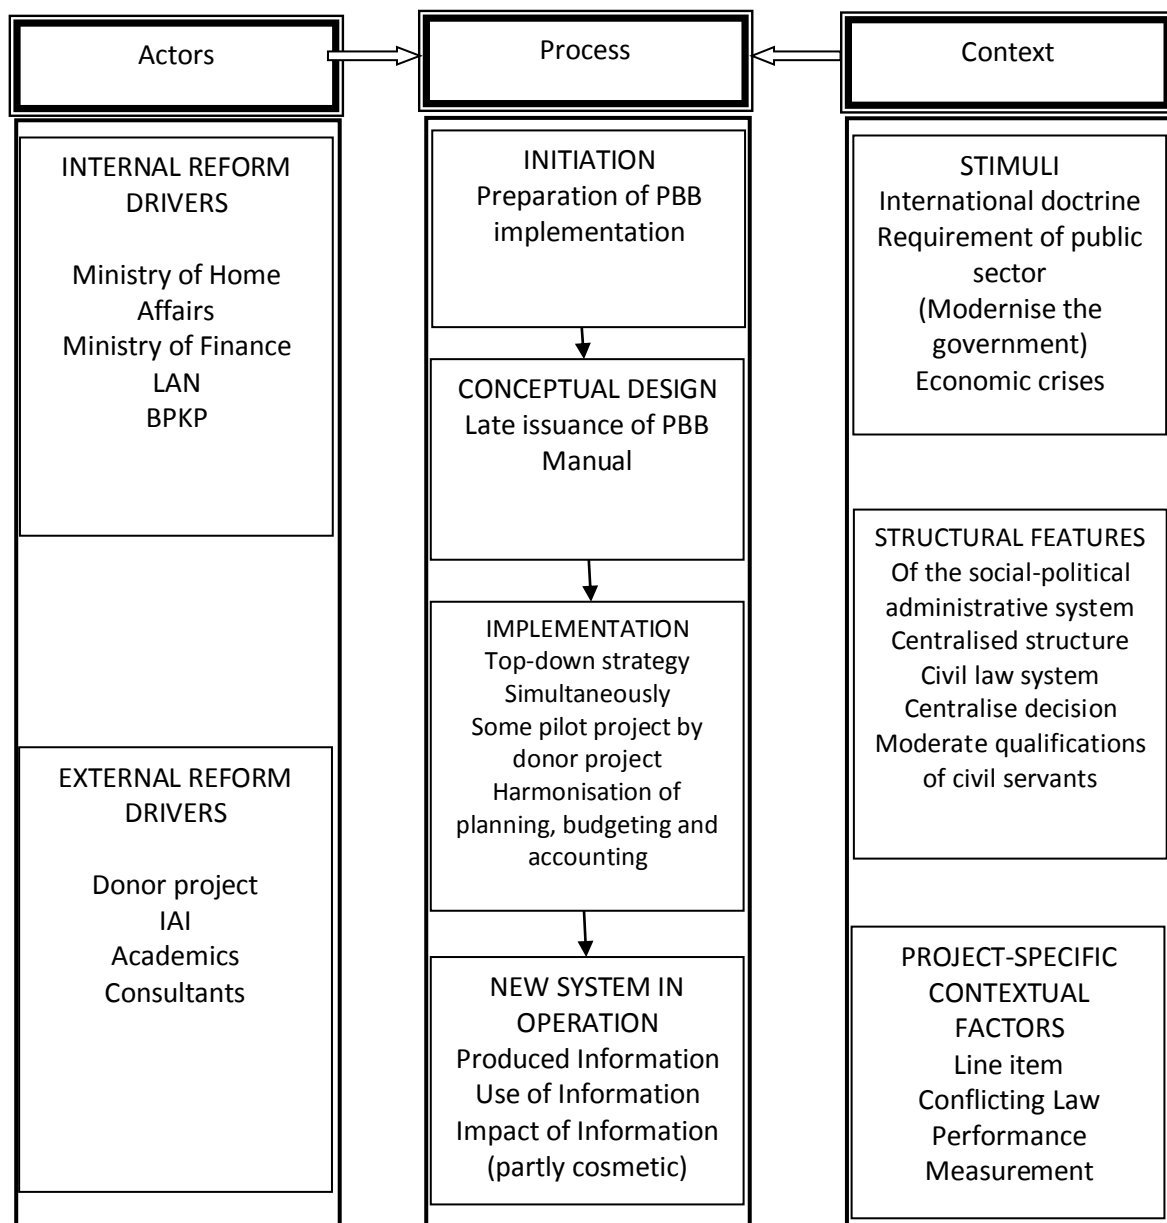 Actors
Process
Context
INTERNAL REFORM
DRIVERS
Ministry of Home
Affairs
Ministry of Finance
LAN
BPKP
EXTERNAL REFORM
DRIVERS
Donor project
IAI
Academics
Consultants
INITIATION
Preparation of PBB
implementation
CONCEPTUAL DESIGN
Late issuance of PBB
Manual
IMPLEMENTATION
Top-down strategy
Simultaneously
Some pilot project by
donor project
Harmonisation of
planning, budgeting and
accounting
NEW SYSTEM IN
OPERATION
Produced Information
Use of Information
Impact of Information
(partly cosmetic)
STIMULI
International doctrine
Requirement of public
sector
(Modernise the
government)
Economic crises
STRUCTURAL FEATURES
Of the social-political
administrative system
Centralised structure
Civil law system
Centralise decision
Moderate qualifications
of civil servants
PROJECT-SPECIFIC
CONTEXTUAL
FACTORS
Line item
Conflicting Law
Performance
Measurement